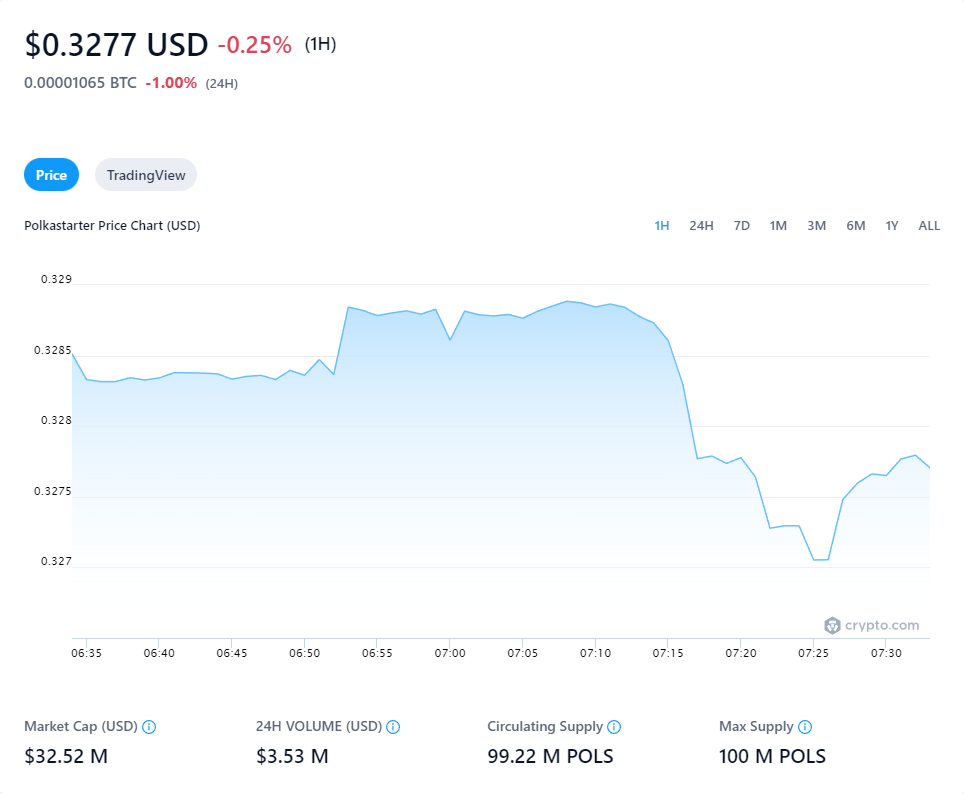 $0.3277 USD -0.25% (1H)
0.00001065 BTC -1.00% (24H)
Price TradingView
Polkastarter Price Chart (USD) 1H 24H 7D 1M 3M 6M 1Y ALL
0.329
0.3285
0.328
0.3275
0.327
crypto.com
06:35 06:40 06:45 06:50 06:55 07:00 07:05 07:10 07:15 07:20 07:25 07:30
Market Cap (USD) 24H VOLUME (USD) Circulating Supply Max Supply
$32.52 M $3.53 M 99.22 M POLS 100 M POLS